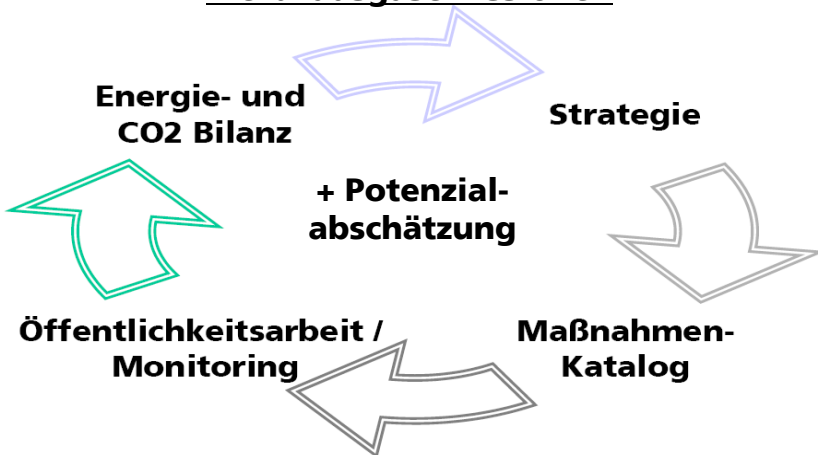 Energie- und
CO2 Bilanz
Strategie
+ Potenzial-
abschätzung
Öffentlichkeitsarbeit /
Monitoring
Maßnahmen-
Katalog